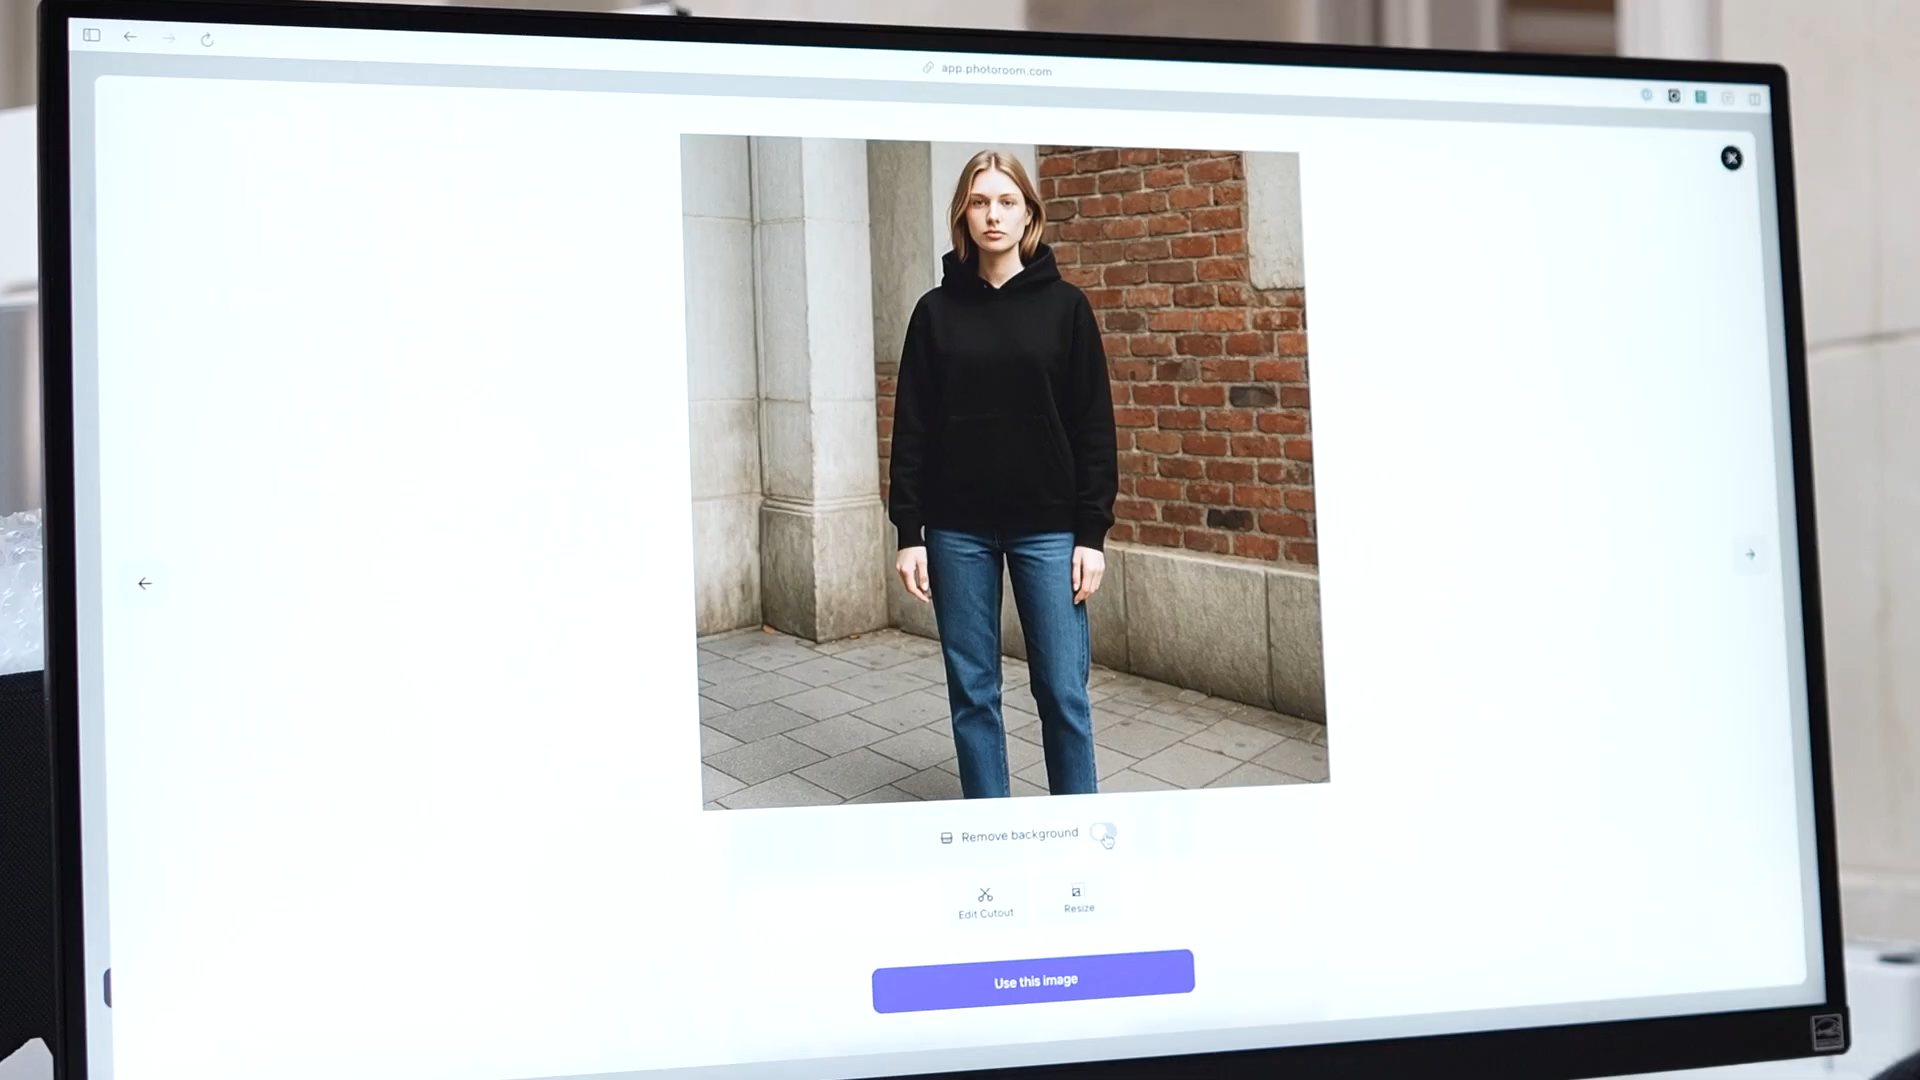 app.photoroom.com
Remove background
Edit Cutout
Resize
Use this image